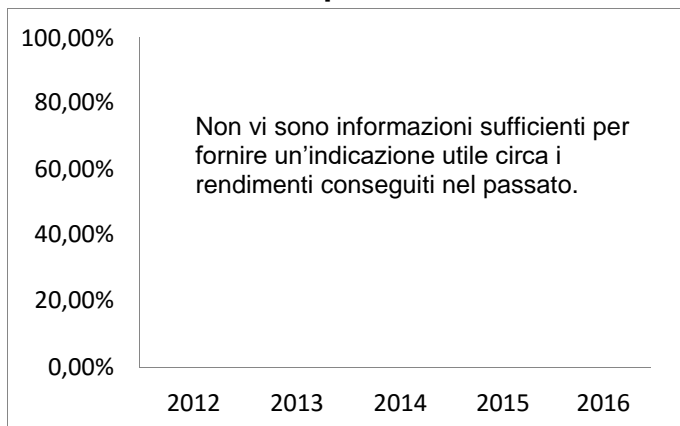 100,00%
80,00%
60,00%
40,00%
20,00%
0,00%
Non vi sono informazioni sufficienti per
fornire un'indicazione utile circa i
rendimenti conseguiti nel passato.
2012 2013 2014 2015 2016